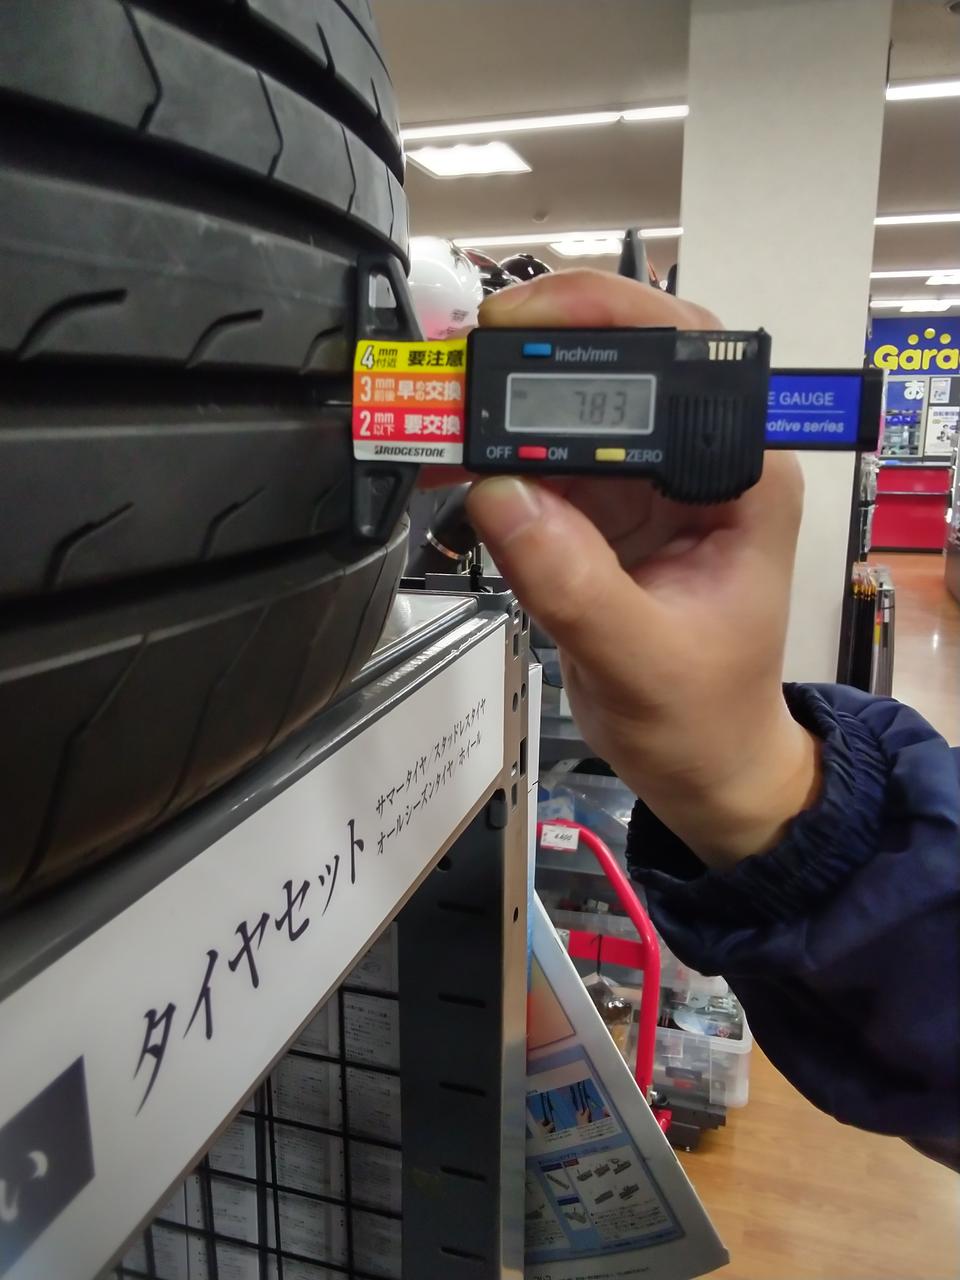 4mm付近 要注意
3mm前後 早めの交換
2mm以下 要交換
BRIDGESTONE
inch/mm
783
OFF ON ZERO
E GAUGE
otive series
Gara
お
サマータイヤ/スタッドレスタイヤ
オールシーズンタイヤ/ホイール
タイヤセット